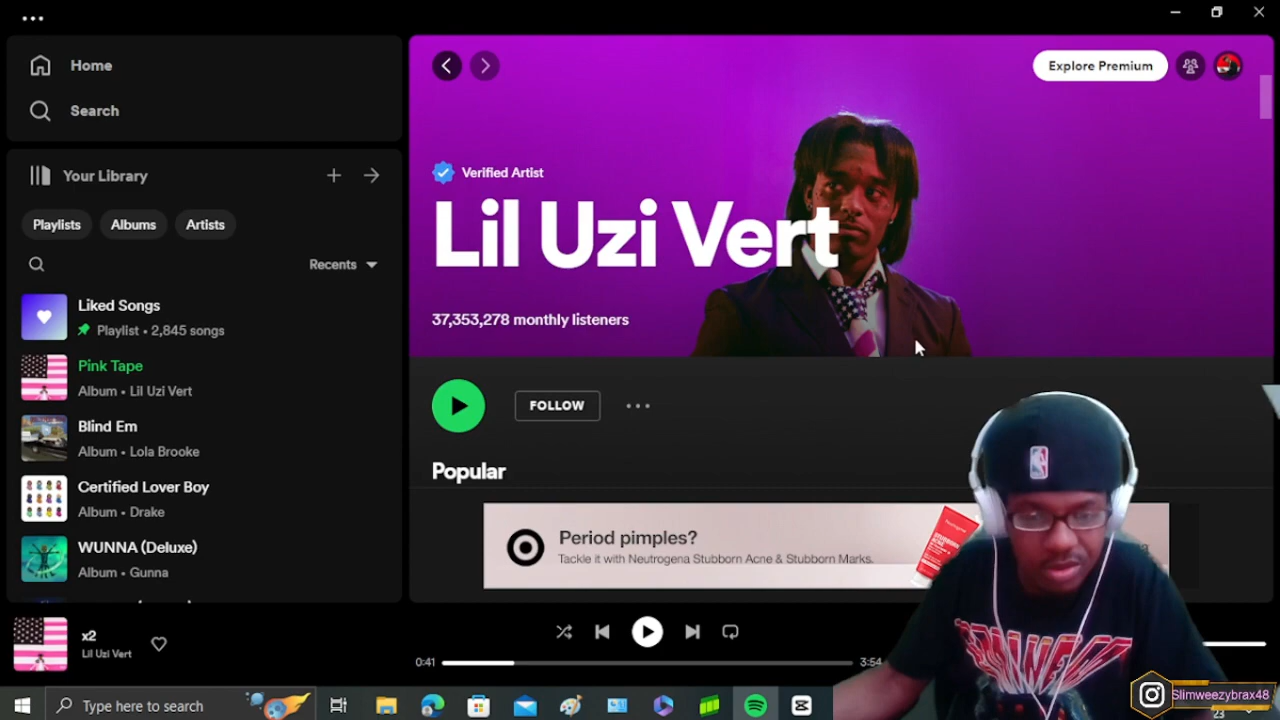 Home
Search
Your Library
Playlists
Albums
Artists
Recents
Liked Songs
Playlist • 2,845 songs
Pink Tape
Album • Lil Uzi Vert
Blind Em
Album • Lola Brooke
Certified Lover Boy
Album • Drake
WUNNA (Deluxe)
Album • Gunna
Explore Premium
Verified Artist
Lil Uzi Vert
37,353,278 monthly listeners
FOLLOW
Popular
Period pimples?
Tackle it with Neutrogena Stubborn Acne & Stubborn Marks.
x2
Lil Uzi Vert
0:41
3:54
Type here to search
Slimweezybrax48
23